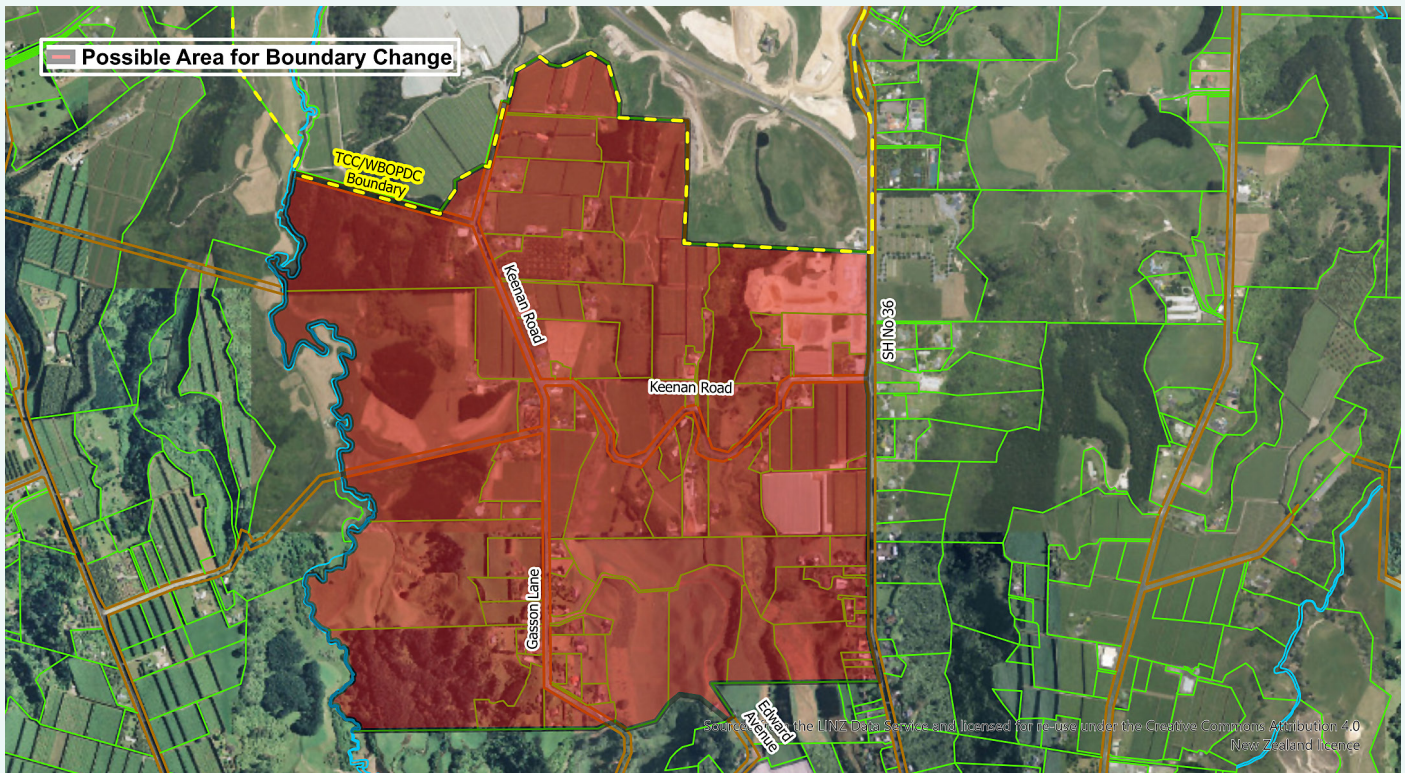 Possible Area for Boundary Change
TCC/WBOPDC
Boundary
Keenan Road
SH No 36
Keenan Road
Gasson Lane
Edward
Avenue
the LINZ Data Service and licensed for re-use under the Creative Commons Attribution 4.0
New Zealand licence